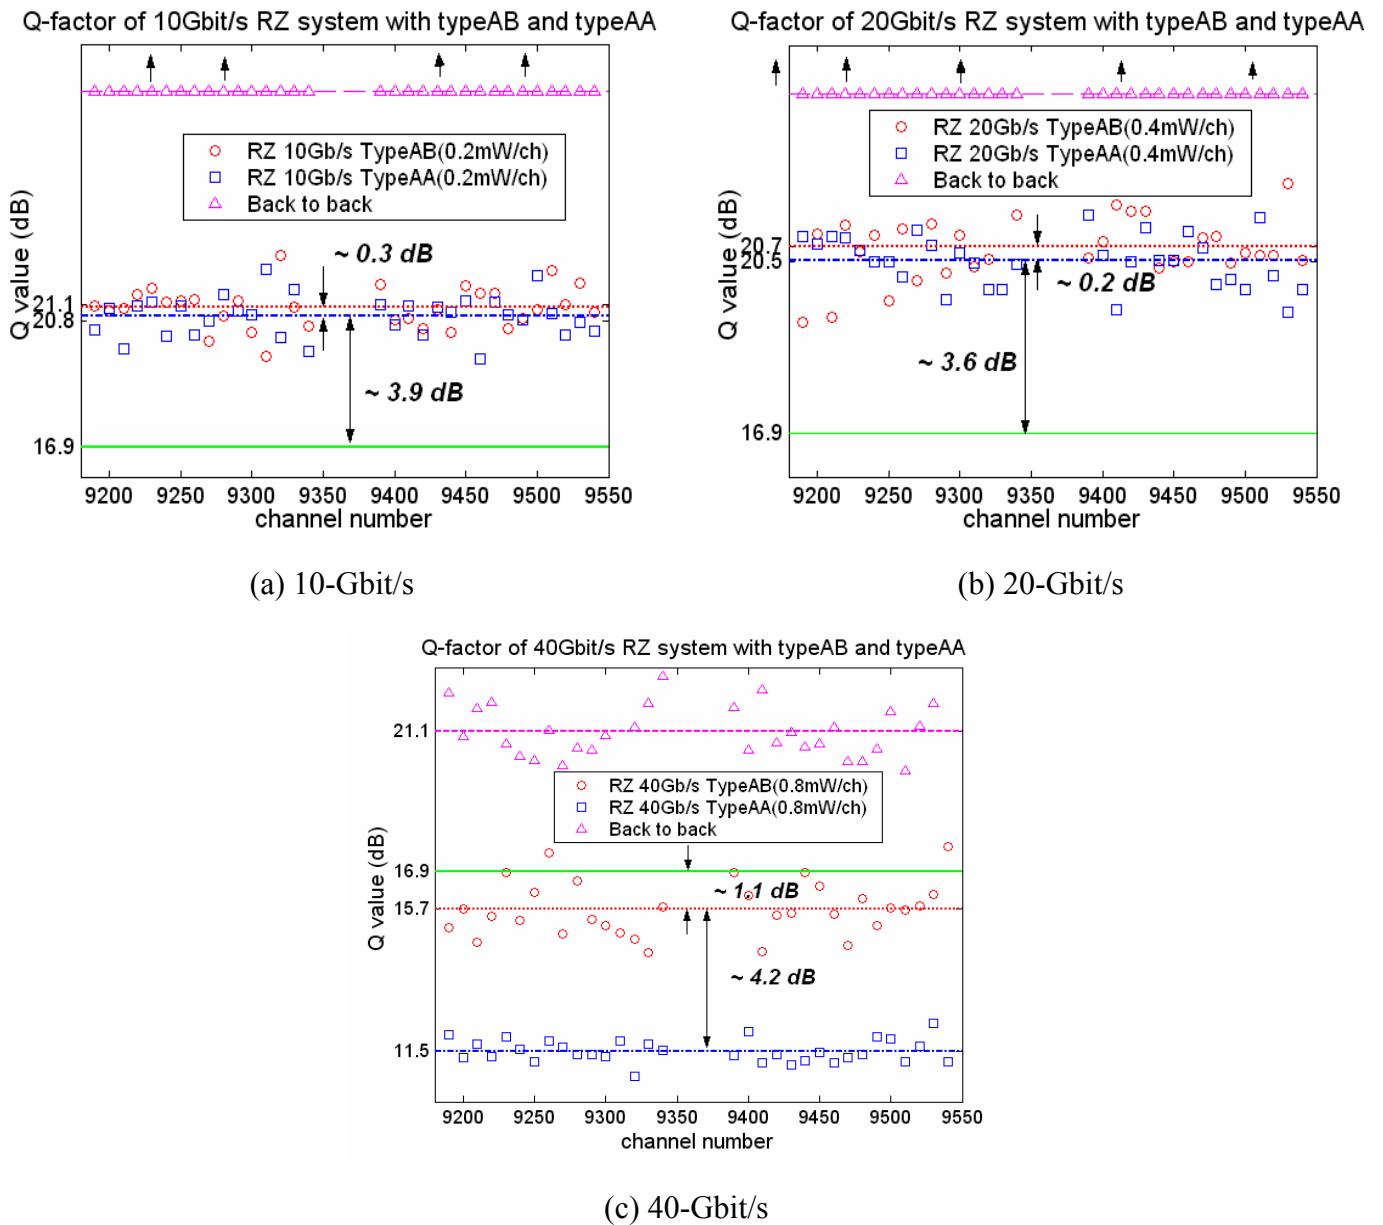 Q-factor of 10Gbit/s RZ system with typeAB and typeAA
Q value (dB)
RZ 10Gb/s TypeAB(0.2mW/ch)
RZ 10Gb/s TypeAA(0.2mW/ch)
Back to back
~ 0.3 dB
21.1
20.8
~ 3.9 dB
16.9
9200 9250 9300 9350 9400 9450 9500 9550
channel number
(a) 10-Gbit/s
Q-factor of 20Gbit/s RZ system with typeAB and typeAA
Q value (dB)
RZ 20Gb/s TypeAB(0.4mW/ch)
RZ 20Gb/s TypeAA(0.4mW/ch)
Back to back
20.7
20.5
~ 0.2 dB
~ 3.6 dB
16.9
9200 9250 9300 9350 9400 9450 9500 9550
channel number
(b) 20-Gbit/s
Q-factor of 40Gbit/s RZ system with typeAB and typeAA
Q value (dB)
21.1
RZ 40Gb/s TypeAB(0.8mW/ch)
RZ 40Gb/s TypeAA(0.8mW/ch)
Back to back
16.9
~ 1.1 dB
15.7
~ 4.2 dB
11.5
9200 9250 9300 9350 9400 9450 9500 9550
channel number
(c) 40-Gbit/s